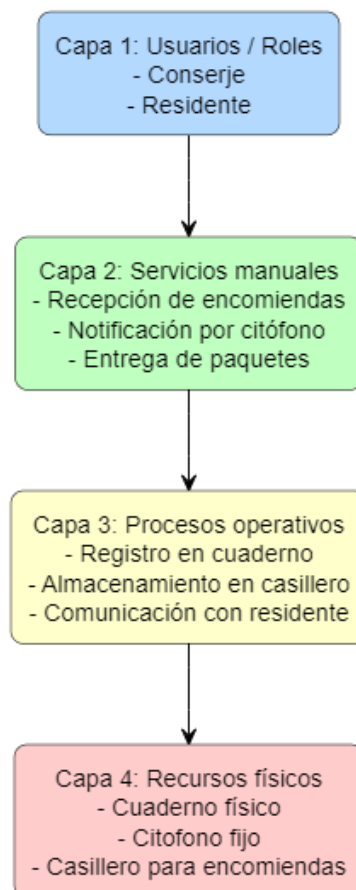 Capa 1: Usuarios / Roles
- Conserje
- Residente
Capa 2: Servicios manuales
- Recepción de encomiendas
- Notificación por citófono
- Entrega de paquetes
Capa 3: Procesos operativos
- Registro en cuaderno
- Almacenamiento en casillero
- Comunicación con residente
Capa 4: Recursos físicos
- Cuaderno físico
- Citofono fijo
- Casillero para encomiendas